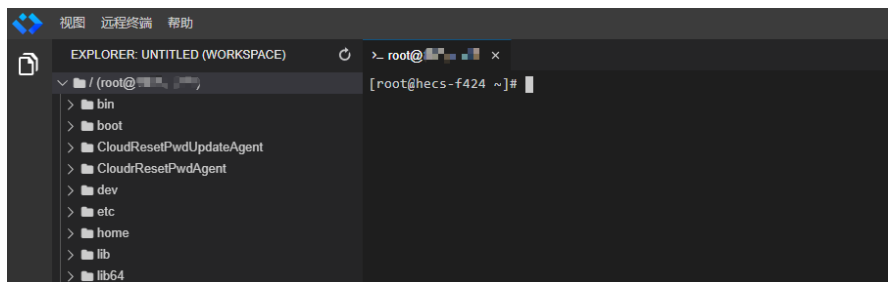 视图 远程终端 帮助
EXPLORER: UNTITLED (WORKSPACE)
/ (root@
bin
boot
CloudResetPwdUpdateAgent
CloudrResetPwdAgent
dev
etc
home
lib
lib64
>_ root@ ×
[root@hecs-f424 ~]#